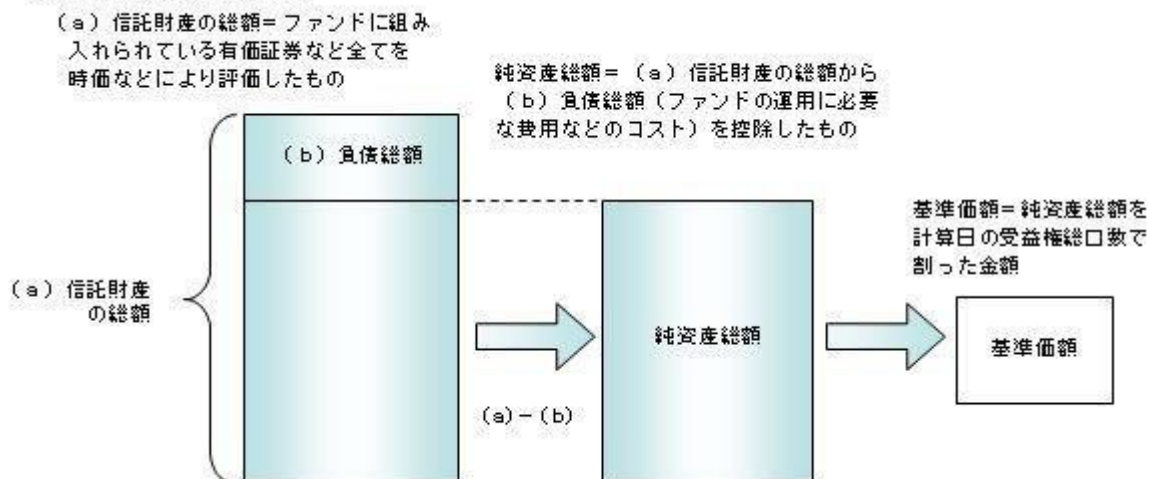 (a)信託財産の総額=ファンドに組み
入れられている有価証券など全てを
時価などにより評価したもの
純資産総額=(a)信託財産の総額から
(b)負債総額(ファンドの運用に必要
な費用などのコスト)を控除したもの
(b)負債総額
基準価額=純資産総額を
計算日の受益権総口数で
割った金額
(a)信託財産
の総額
純資産総額
基準価額
(a)-(b)